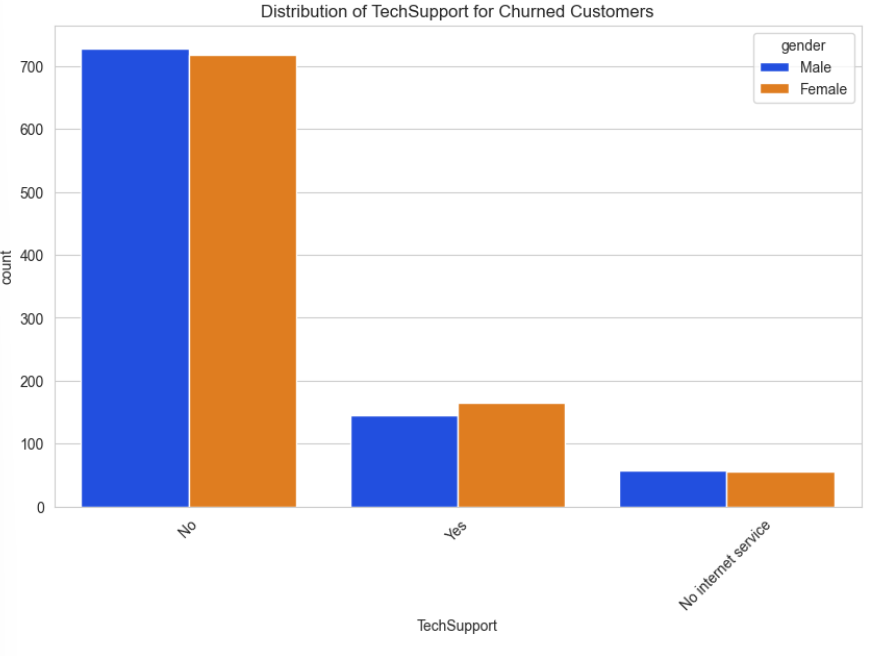 Distribution of TechSupport for Churned Customers
gender
Male
Female
700
600
500
400
300
200
100
0
count
No
Yes
No internet service
TechSupport